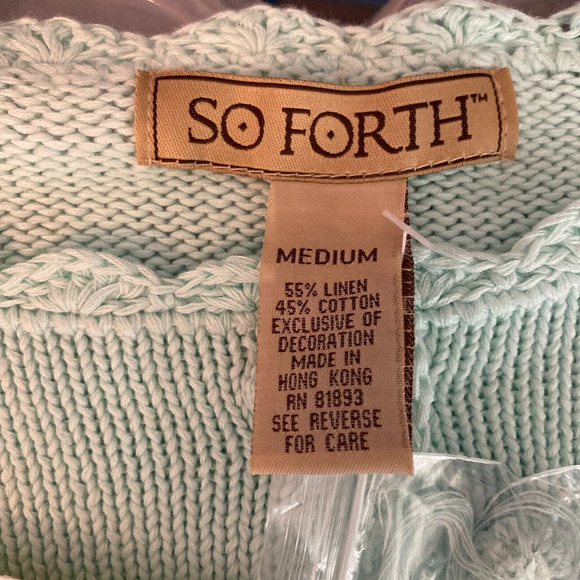 SO FORTH™
MEDIUM
55% LINEN
45% COTTON
EXCLUSIVE OF
DECORATION
MADE IN
HONG KONG
RN 81893
SEE REVERSE
FOR CARE